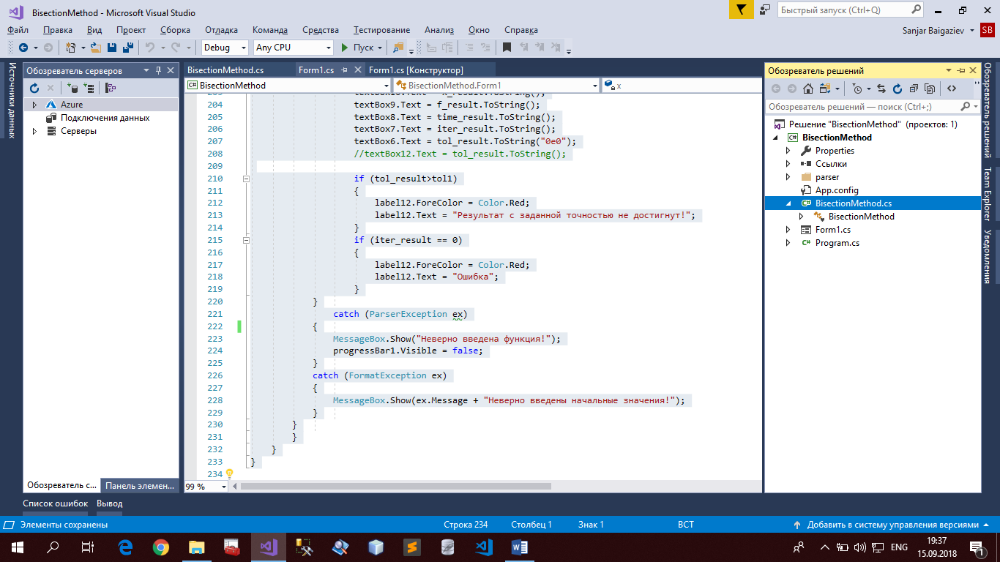 BisectionMethod - Microsoft Visual Studio
Быстрый запуск (Ctrl+Q)
Файл Правка Вид Проект Сборка Отладка Команда Средства Тестирование Анализ Окно Справка
Sanjar Baigaziev SB
Debug Any CPU Пуск
Источники данных
Обозреватель серверов
Azure
Подключения данных
Серверы
Обозреватель с... Панель элемен...
BisectionMethod.cs Form1.cs Form1.cs [Конструктор]
BisectionMethod BisectionMethod.Form1 x
203 textBox10.Text = x_result.ToString();
204 textBox9.Text = f_result.ToString();
205 textBox8.Text = time_result.ToString();
206 textBox7.Text = iter_result.ToString();
207 textBox6.Text = tol_result.ToString("0e0");
208 //textBox12.Text = tol_result.ToString();
209
210 if (tol_result>tol1)
211 {
212 label12.ForeColor = Color.Red;
213 label12.Text = "Результат с заданной точностью не достигнут!";
214 }
215 if (iter_result == 0)
216 {
217 label12.ForeColor = Color.Red;
218 label12.Text = "Ошибка";
219 }
220 }
221 catch (ParserException ex)
222 {
223 MessageBox.Show("Неверно введена функция!");
224 progressBar1.Visible = false;
225 }
226 catch (FormatException ex)
227 {
228 MessageBox.Show(ex.Message + "Неверно введены начальные значения!");
229 }
230 }
231 }
232 }
233 }
234
99 %
Обозреватель решений
Обозреватель решений — поиск (Ctrl+;)
Решение "BisectionMethod" (проектов: 1)
BisectionMethod
Properties
Ссылки
parser
App.config
BisectionMethod.cs
BisectionMethod
Form1.cs
Program.cs
Обозреватель решений
Team Explorer
Уведомления
Список ошибок Вывод
Элементы сохранены Строка 234 Столбец 1 Знак 1 ВСТ Добавить в систему управления версиями
ENG
19:37
15.09.2018
1